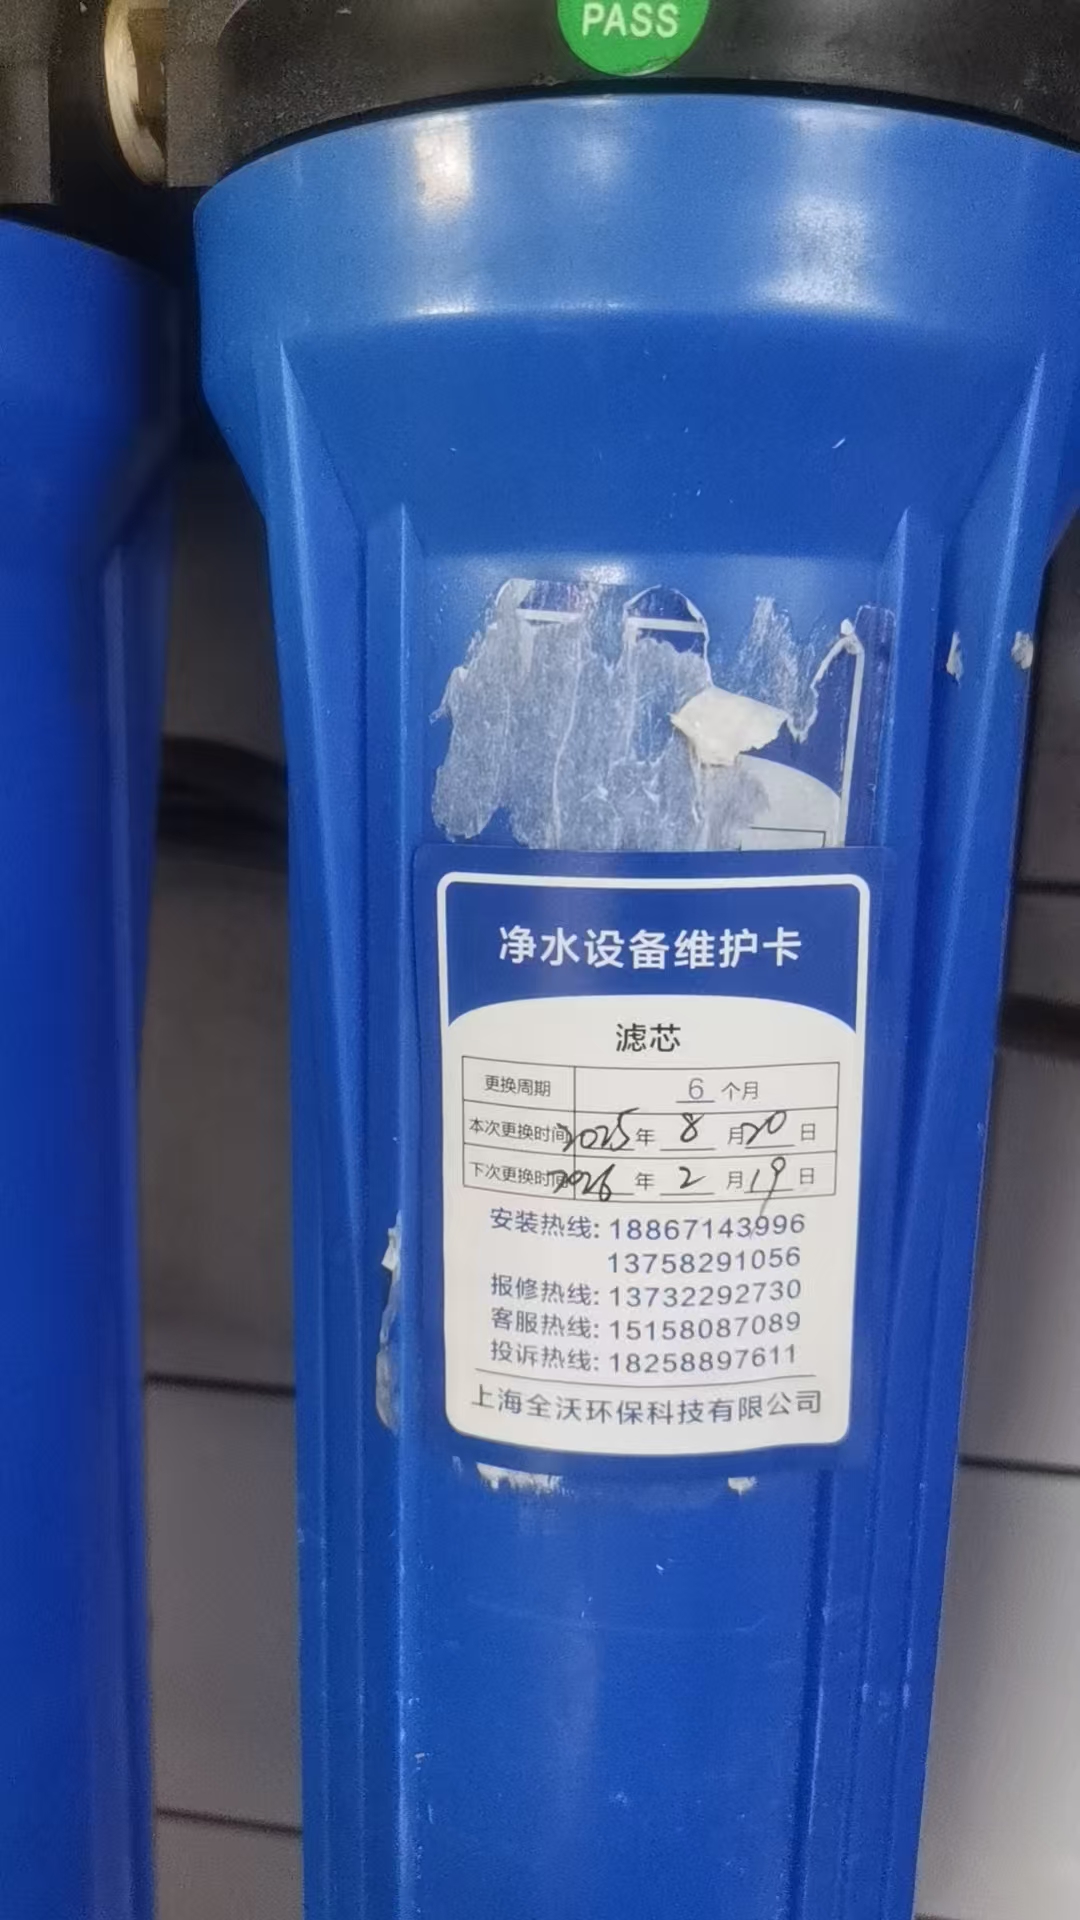 PASS
净水设备维护卡
滤芯
更换周期 6 个月
本次更换时间 2025 年 8 月 20 日
下次更换时间 2026 年 2 月 19 日
安装热线: 18867143996
13758291056
报修热线: 13732292730
客服热线: 15158087089
投诉热线: 18258897611
上海全沃环保科技有限公司